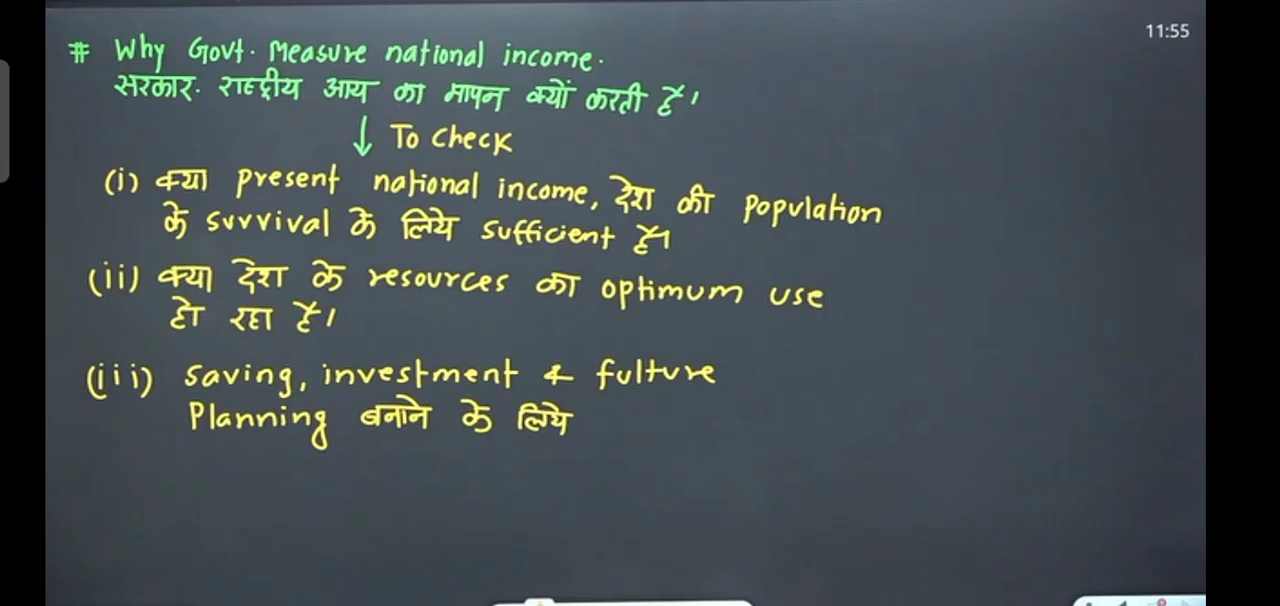 11:55
# Why Govt. Measure national income.
सरकार. राष्ट्रीय आय का मापन क्यों करती है।
↓ To check
(i) क्या present national income, देश की population
के survival के लिये sufficient है।
(ii) क्या देश के resources का optimum use
हो रहा है।
(iii) saving, investment & fulture
Planning बनाने के लिये